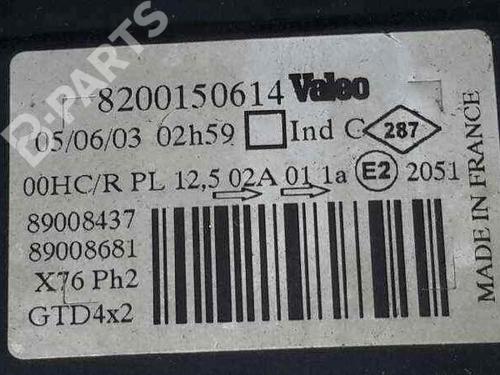 8200150614 Valeo
05/06/03 02h59 Ind C 287
00HC/R PL 12,5 02A 01 1a E2 2051
89008437
89008681
X76 Ph2
GTD4x2
MADE IN FRANCE
B-PARTS